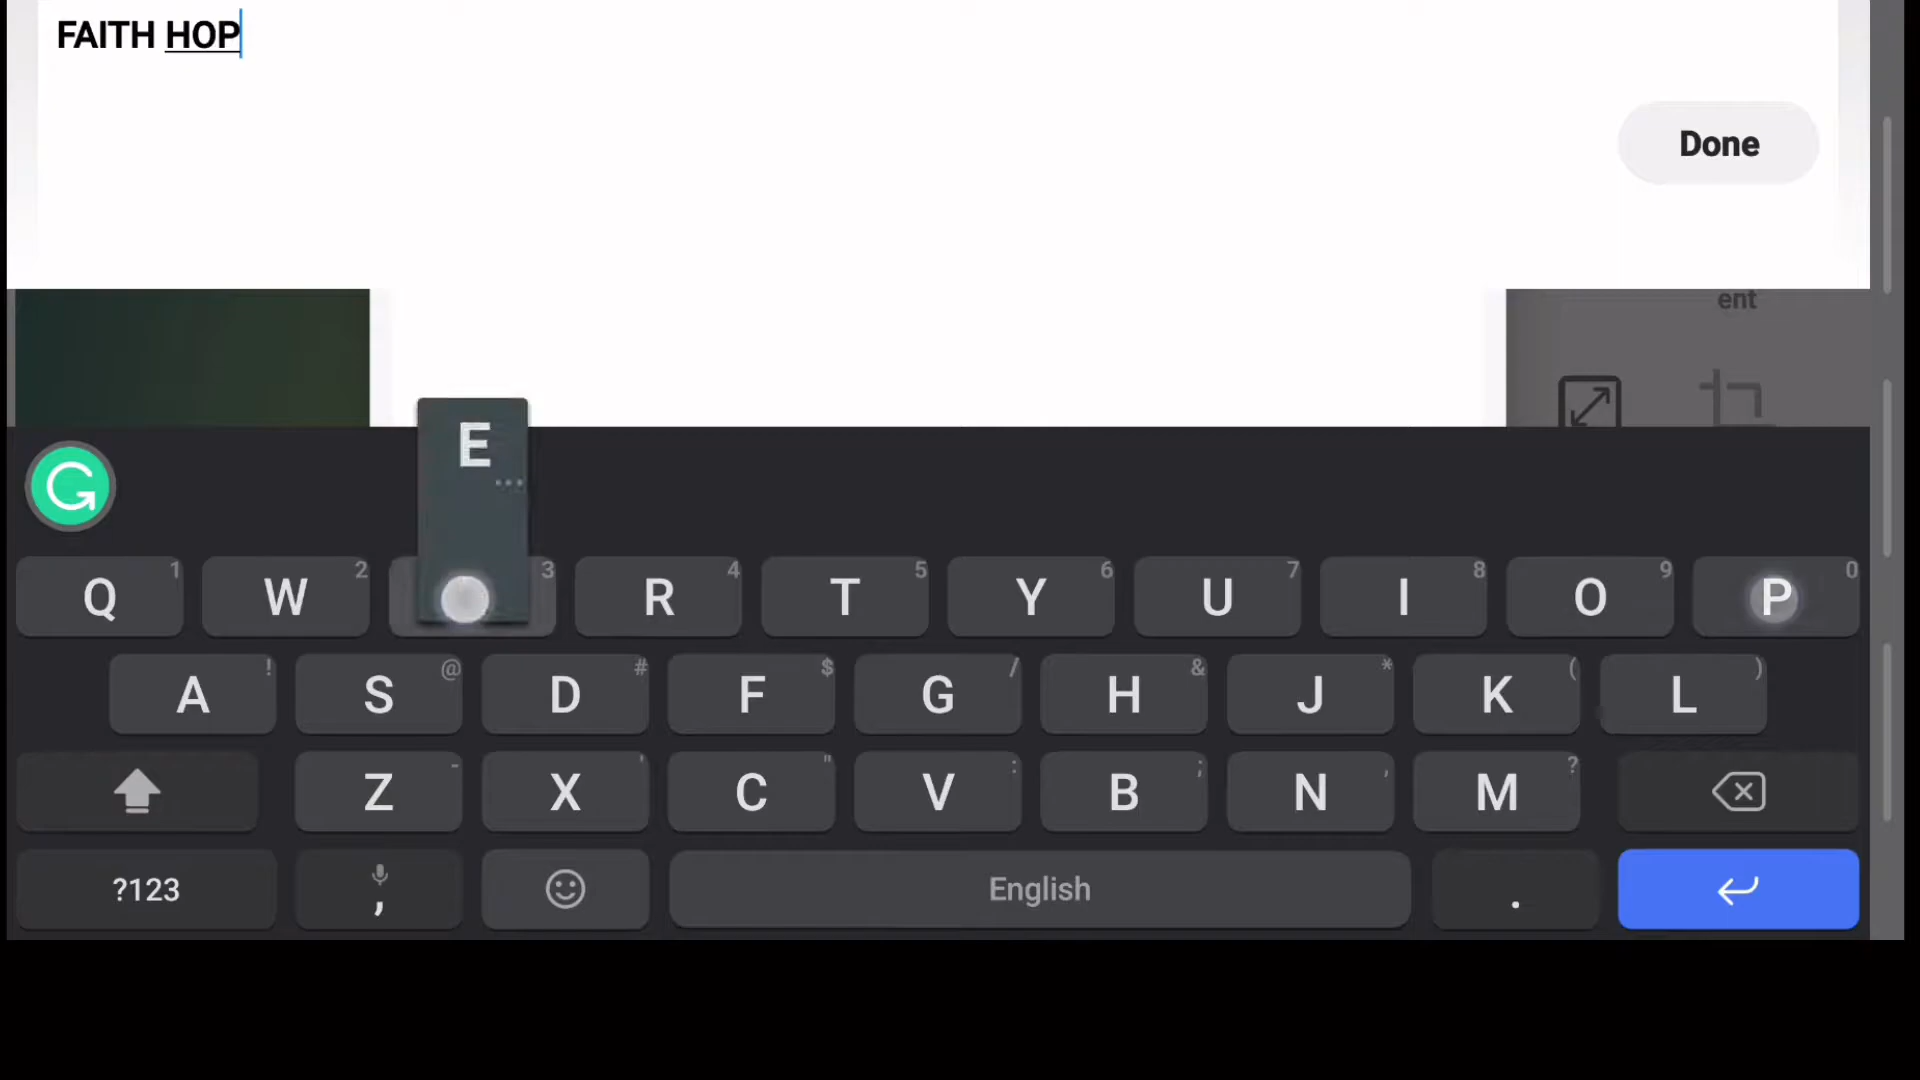 FAITH HOP
Done
ent
E
...
Q 1 W 2 3 R 4 T 5 Y 6 U 7 I 8 O 9 P 0
A ! S @ D # F $ G / H & J * K ( L )
Z - X ' C " V : B ; N , M ?
?123 , English .